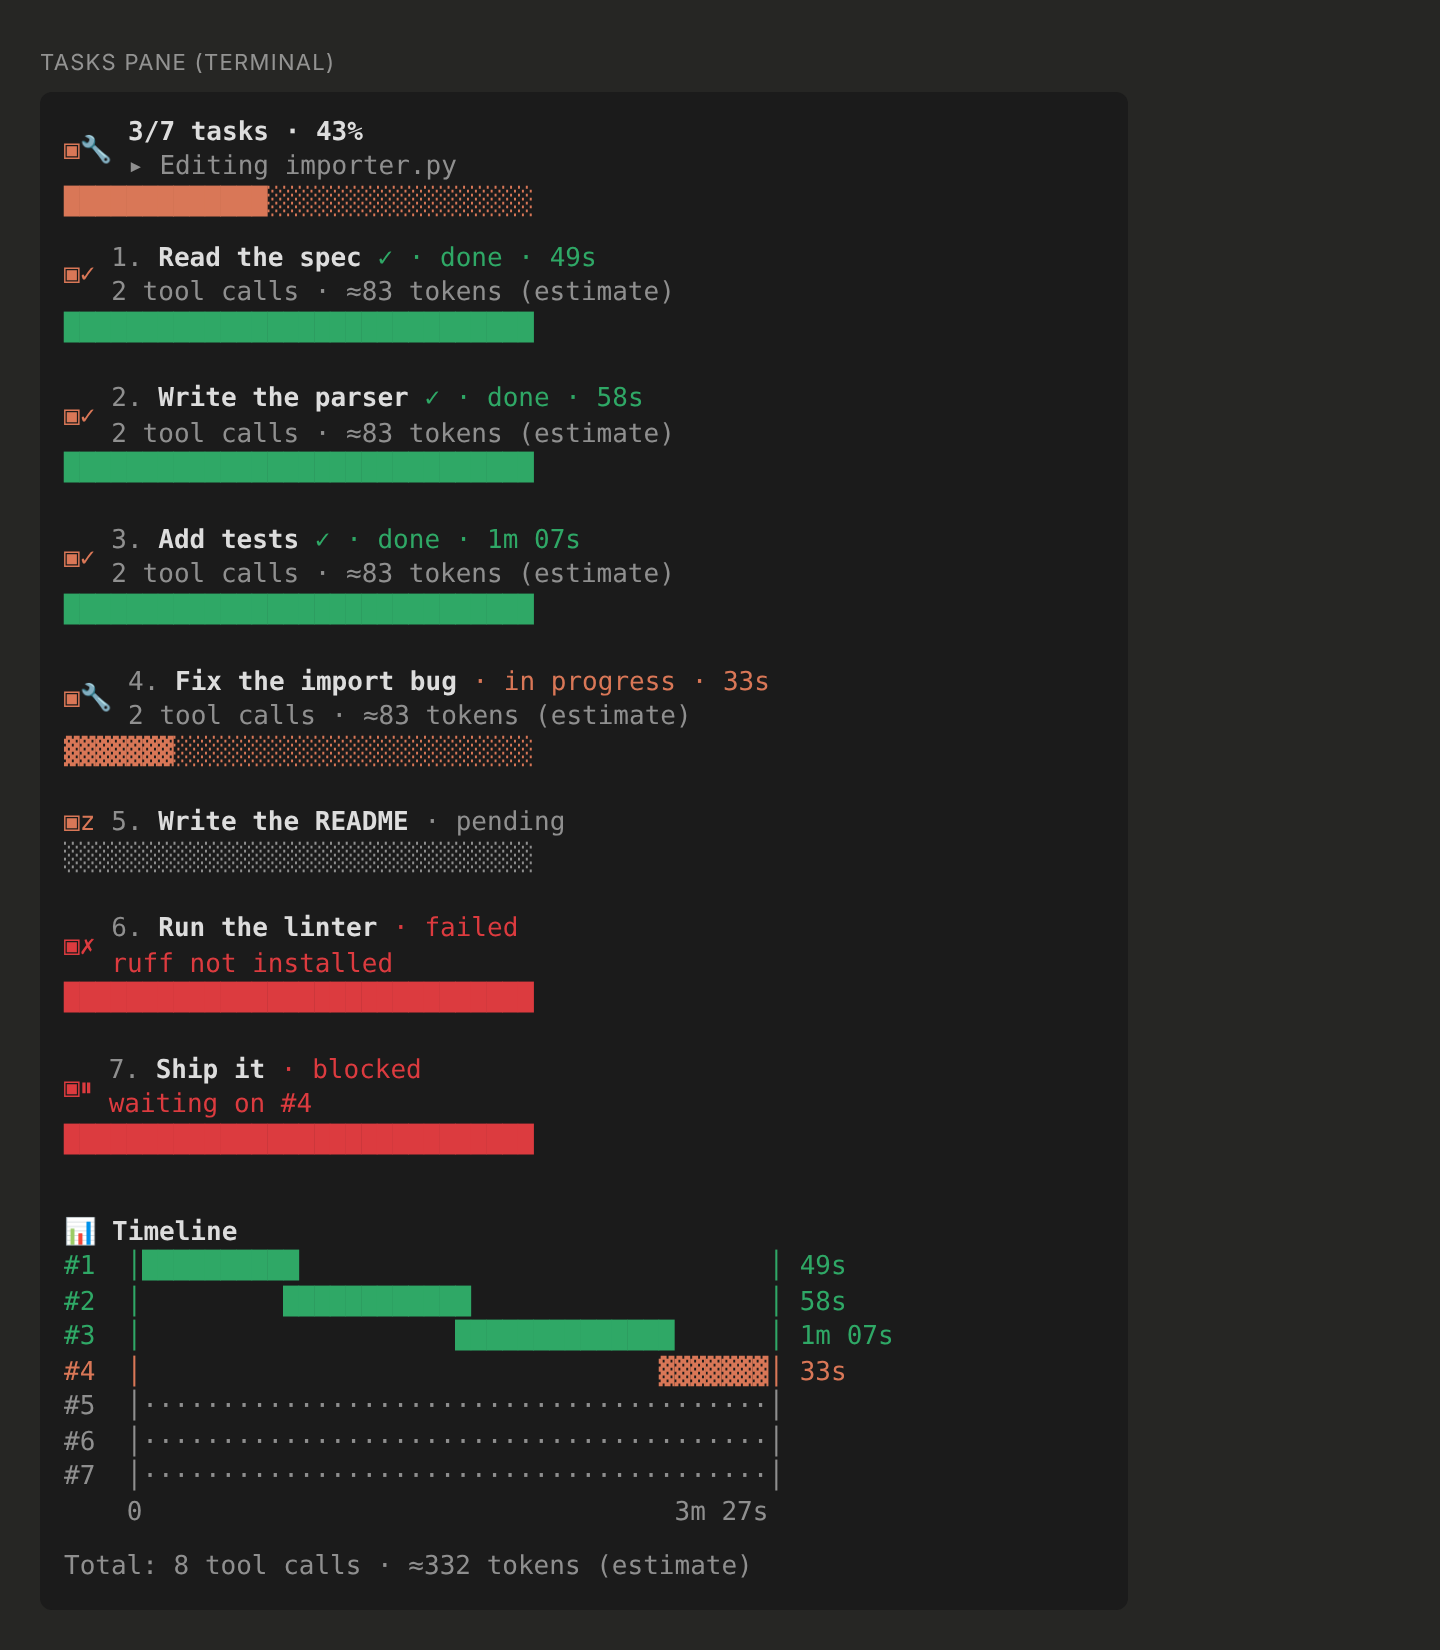 TASKS PANE (TERMINAL)
▣🔧 3/7 tasks · 43%
▸ Editing importer.py
▣✓ 1. Read the spec ✓ · done · 49s
2 tool calls · ≈83 tokens (estimate)
▣✓ 2. Write the parser ✓ · done · 58s
2 tool calls · ≈83 tokens (estimate)
▣✓ 3. Add tests ✓ · done · 1m 07s
2 tool calls · ≈83 tokens (estimate)
▣🔧 4. Fix the import bug · in progress · 33s
2 tool calls · ≈83 tokens (estimate)
▣z 5. Write the README · pending
▣✗ 6. Run the linter · failed
ruff not installed
▣⏸ 7. Ship it · blocked
waiting on #4
📊 Timeline
#1 | | 49s
#2 | | 58s
#3 | | 1m 07s
#4 | | 33s
#5 |········································|
#6 |········································|
#7 |········································|
0 3m 27s
Total: 8 tool calls · ≈332 tokens (estimate)